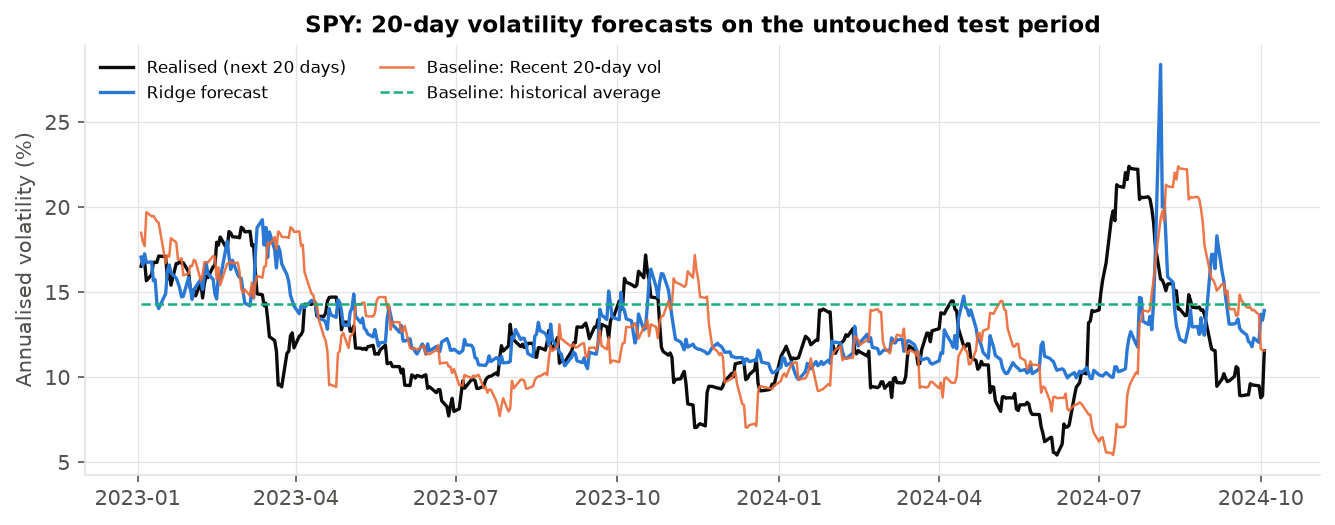 SPY: 20-day volatility forecasts on the untouched test period
Realised (next 20 days)
Ridge forecast
Baseline: Recent 20-day vol
Baseline: historical average
Annualised volatility (%)
25
20
15
10
5
2023-01
2023-04
2023-07
2023-10
2024-01
2024-04
2024-07
2024-10